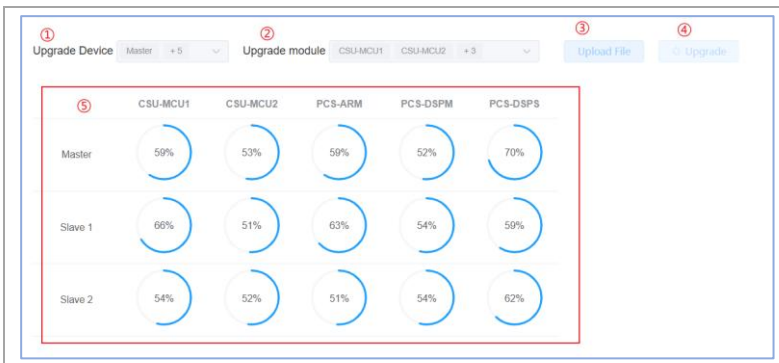 ① ② ③ ④
Upgrade Device Master + 5 Upgrade module CSU-MCU1 CSU-MCU2 + 3 Upload File Upgrade
⑤ CSU-MCU1 CSU-MCU2 PCS-ARM PCS-DSPM PCS-DSPS
Master 59% 53% 59% 52% 70%
Slave 1 66% 51% 63% 54% 59%
Slave 2 54% 52% 51% 54% 62%